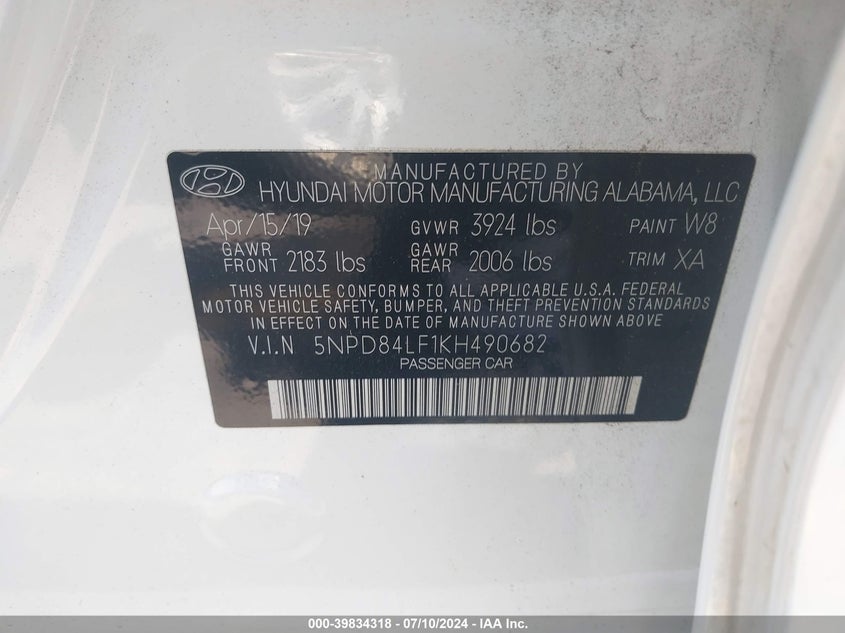 MANUFACTURED BY
HYUNDAI MOTOR MANUFACTURING ALABAMA, LLC
Apr/15/19 GVWR 3924 lbs PAINT W8
GAWR FRONT 2183 lbs GAWR REAR 2006 lbs TRIM XA
THIS VEHICLE CONFORMS TO ALL APPLICABLE U.S.A. FEDERAL
MOTOR VEHICLE SAFETY, BUMPER, AND THEFT PREVENTION STANDARDS
IN EFFECT ON THE DATE OF MANUFACTURE SHOWN ABOVE.
V.I.N 5NPD84LF1KH490682
PASSENGER CAR
000-39834318 - 07/10/2024 - IAA Inc.